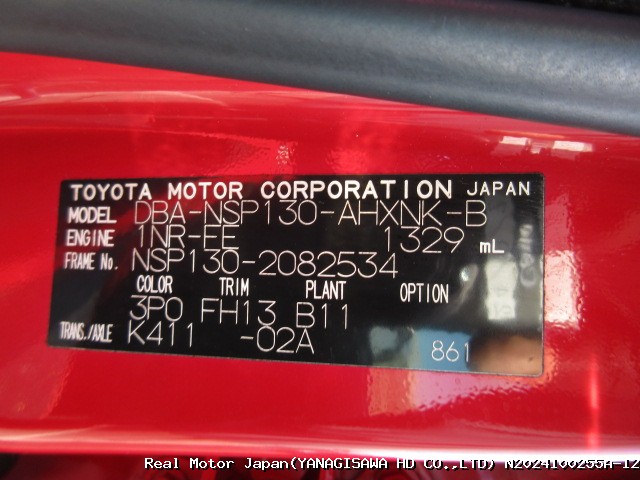 TOYOTA MOTOR CORPORATION JAPAN
MODEL DBA-NSP130-AHXNK-B
ENGINE 1NR-EE 1329 mL
FRAME No. NSP130-2082534
COLOR TRIM PLANT OPTION
3P0 FH13 B11
TRANS./AXLE K411 -02A
861
Real Motor Japan(YANAGISAWA HD CO.,LTD) N2024100255A-12